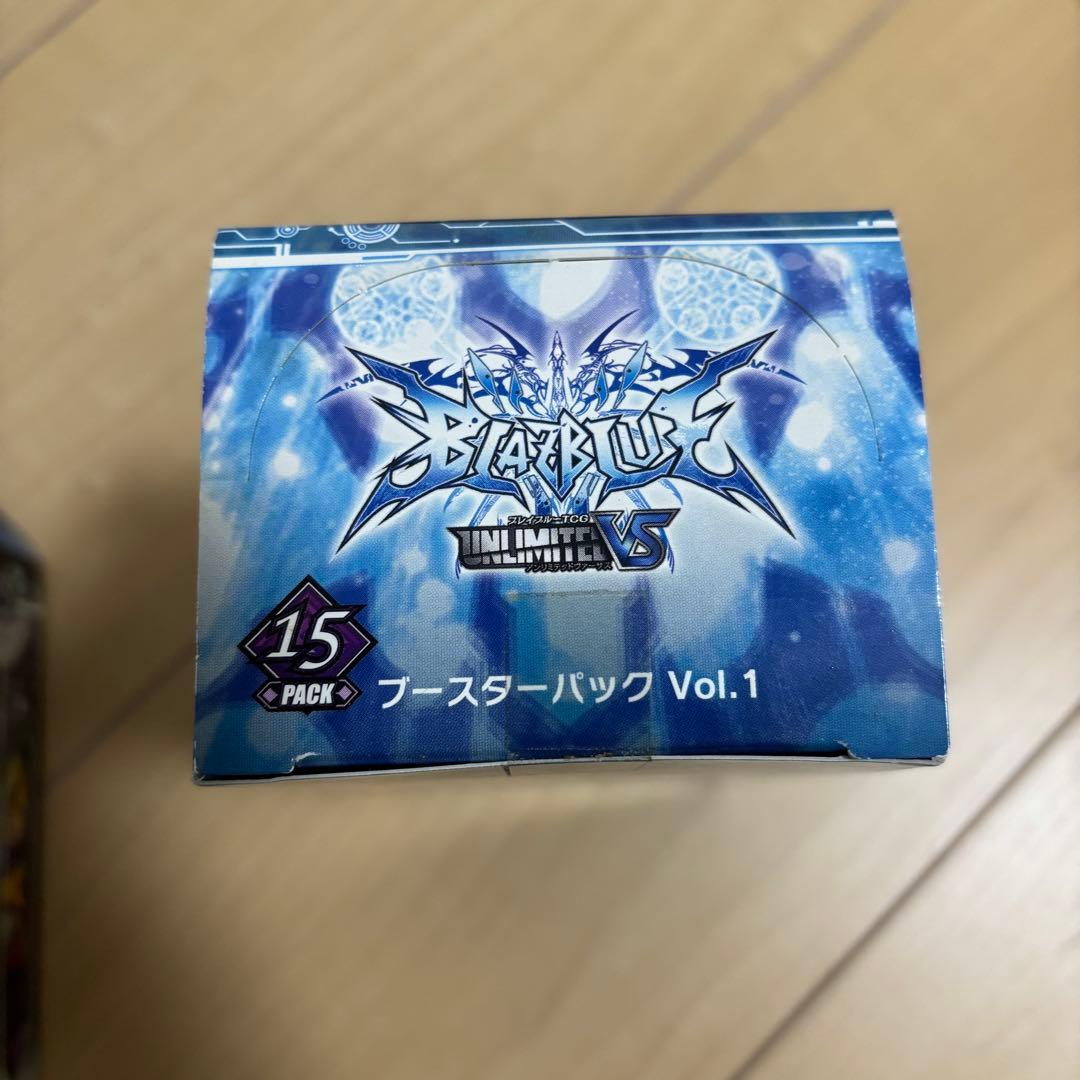 BLAZBLUE
ブレイブルーTCG
UNLIMITED VS
アンリミテッドヴァーサス
15
PACK
ブースターパック Vol.1